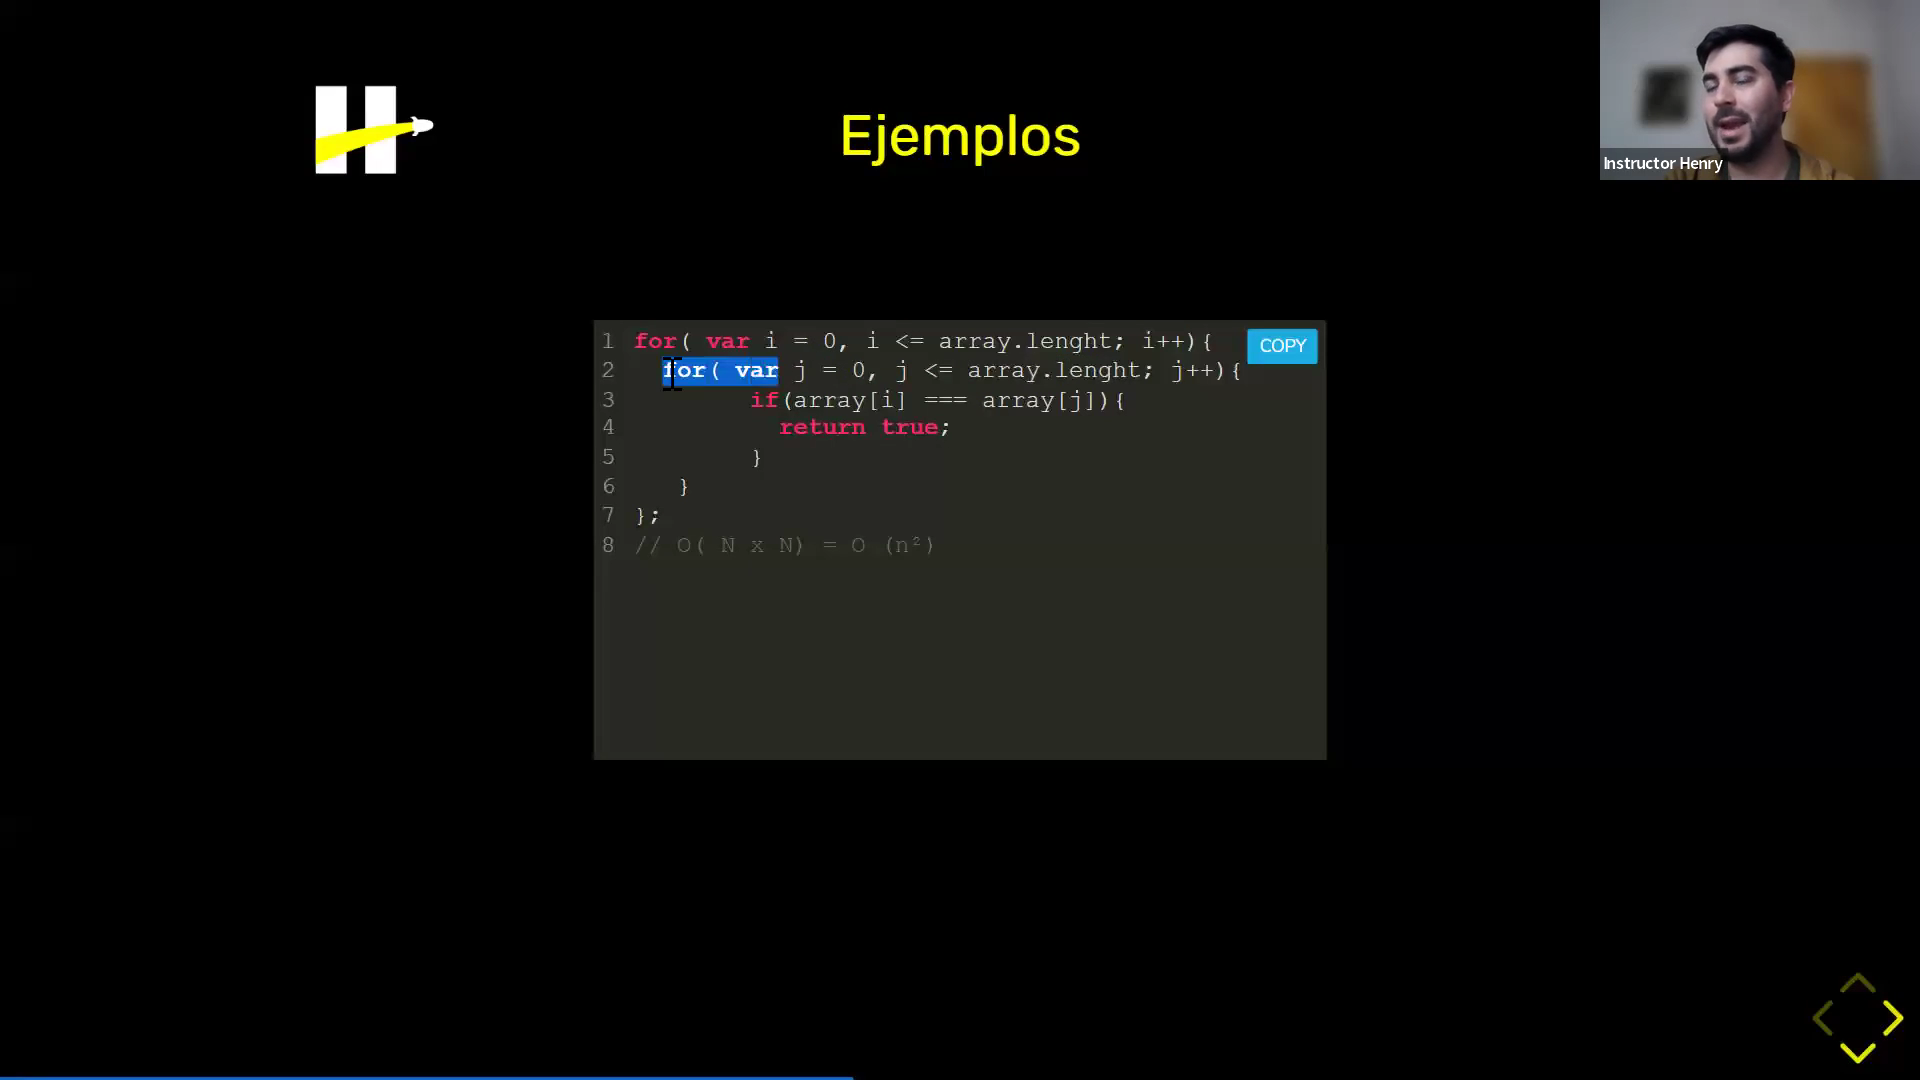 H
Ejemplos
Instructor Henry
1 for( var i = 0, i <= array.lenght; i++){
COPY
2 for( var j = 0, j <= array.lenght; j++){
3 if(array[i] === array[j]){
4 return true;
5 }
6 }
7 };
8 // O( N x N) = O (n²)